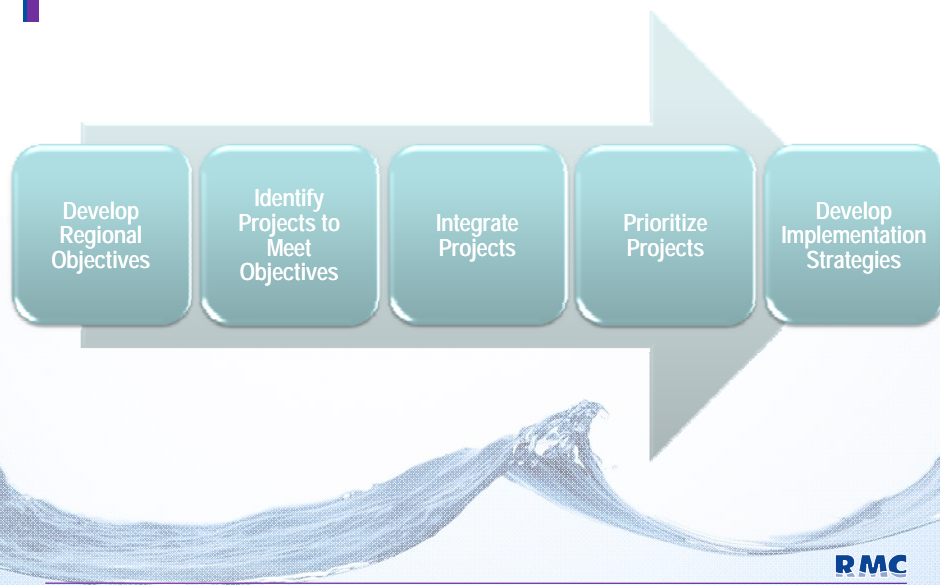 Develop
Regional
Objectives
Identify
Projects to
Meet
Objectives
Integrate
Projects
Prioritize
Projects
Develop
Implementation
Strategies
RMC